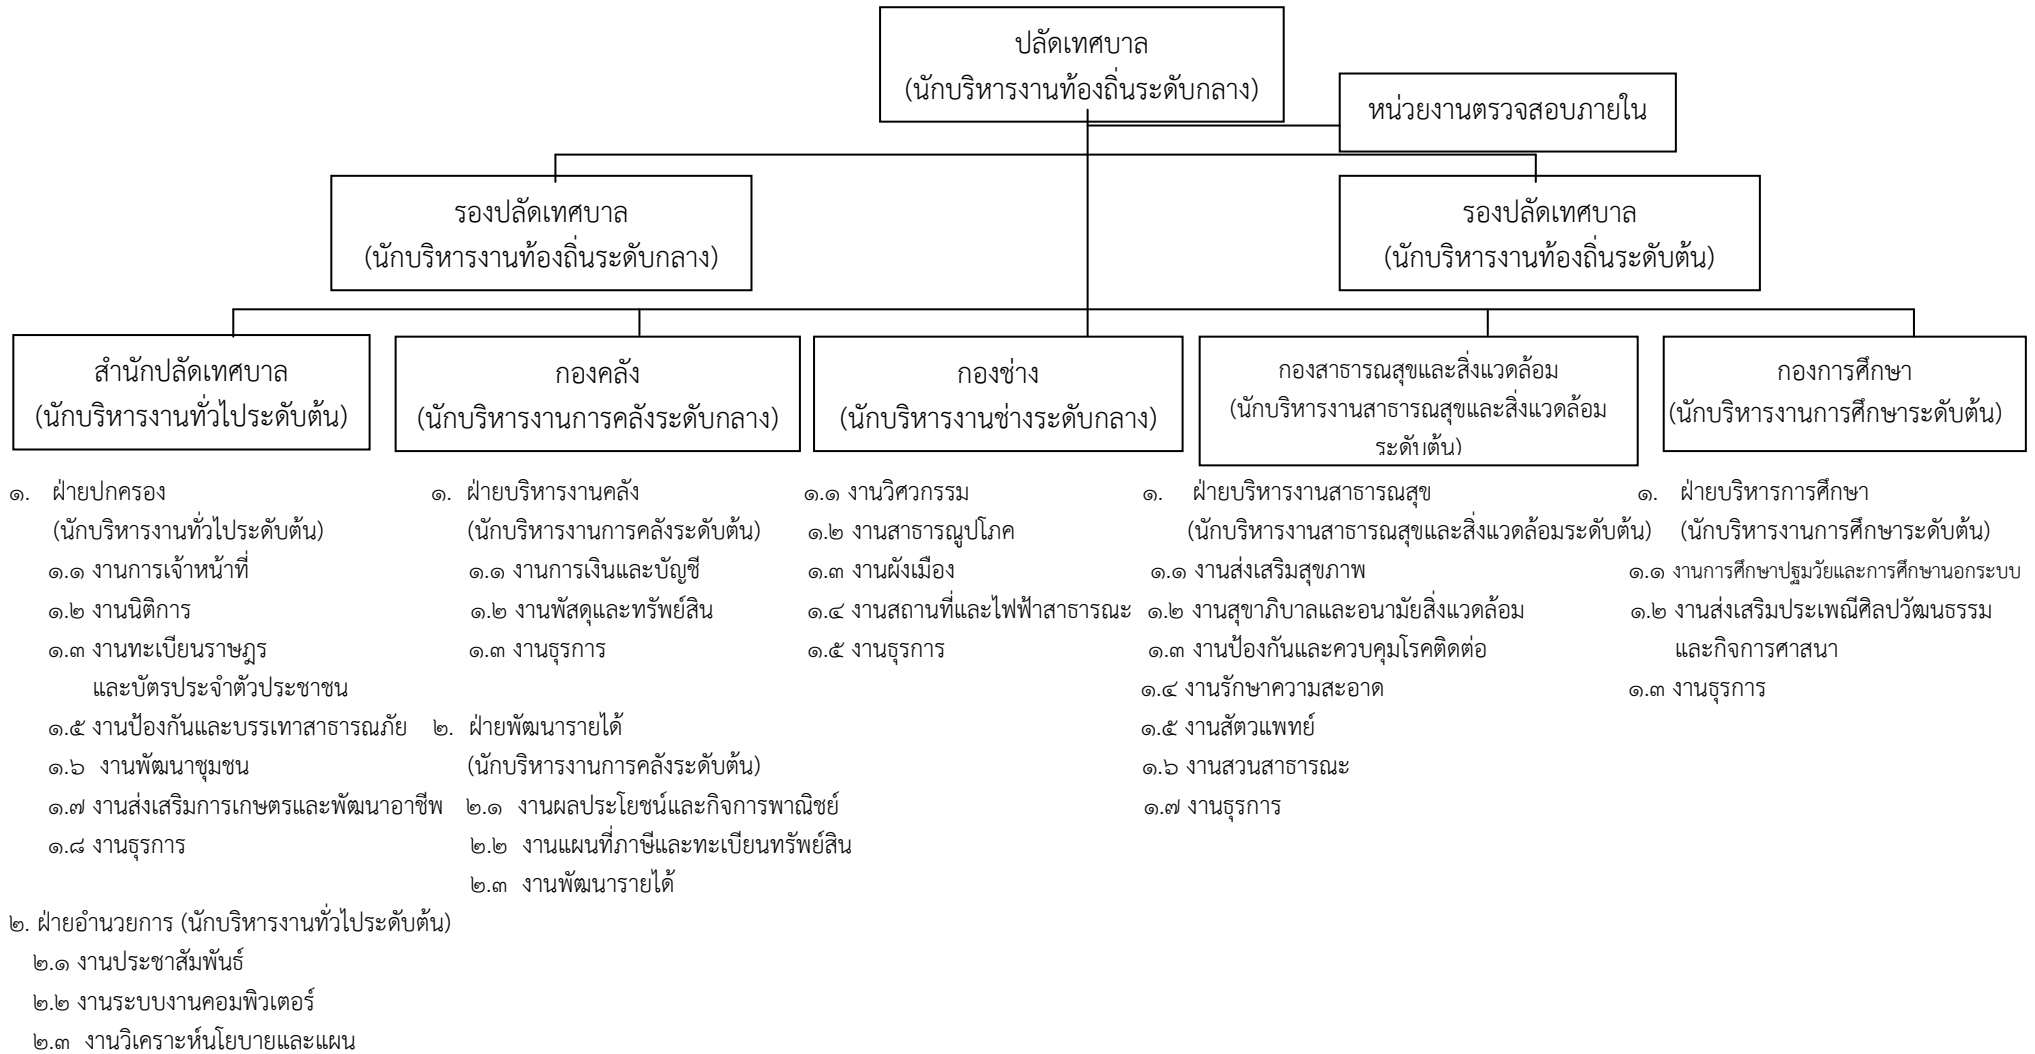 ปลัดเทศบาล
(นักบริหารงานท้องถิ่นระดับกลาง)
หน่วยงานตรวจสอบภายใน
รองปลัดเทศบาล
(นักบริหารงานท้องถิ่นระดับกลาง)
รองปลัดเทศบาล
(นักบริหารงานท้องถิ่นระดับต้น)
สำนักปลัดเทศบาล
(นักบริหารงานทั่วไประดับต้น)
กองคลัง
(นักบริหารงานการคลังระดับกลาง)
กองช่าง
(นักบริหารงานช่างระดับกลาง)
กองสาธารณสุขและสิ่งแวดล้อม
(นักบริหารงานสาธารณสุขและสิ่งแวดล้อม
ระดับต้น)
กองการศึกษา
(นักบริหารงานการศึกษาระดับต้น)
๑. ฝ่ายปกครอง
(นักบริหารงานทั่วไประดับต้น)
๑.๑ งานการเจ้าหน้าที่
๑.๒ งานนิติการ
๑.๓ งานทะเบียนราษฎร
และบัตรประจำตัวประชาชน
๑.๕ งานป้องกันและบรรเทาสาธารณภัย
๑.๖ งานพัฒนาชุมชน
๑.๗ งานส่งเสริมการเกษตรและพัฒนาอาชีพ
๑.๘ งานธุรการ
๒. ฝ่ายอำนวยการ (นักบริหารงานทั่วไประดับต้น)
๒.๑ งานประชาสัมพันธ์
๒.๒ งานระบบงานคอมพิวเตอร์
๒.๓ งานวิเคราะห์นโยบายและแผน
๑. ฝ่ายบริหารงานคลัง
(นักบริหารงานการคลังระดับต้น)
๑.๑ งานการเงินและบัญชี
๑.๒ งานพัสดุและทรัพย์สิน
๑.๓ งานธุรการ
๒. ฝ่ายพัฒนารายได้
(นักบริหารงานการคลังระดับต้น)
๒.๑ งานผลประโยชน์และกิจการพาณิชย์
๒.๒ งานแผนที่ภาษีและทะเบียนทรัพย์สิน
๒.๓ งานพัฒนารายได้
๑.๑ งานวิศวกรรม
๑.๒ งานสาธารณูปโภค
๑.๓ งานผังเมือง
๑.๔ งานสถานที่และไฟฟ้าสาธารณะ
๑.๕ งานธุรการ
๑. ฝ่ายบริหารงานสาธารณสุข
(นักบริหารงานสาธารณสุขและสิ่งแวดล้อมระดับต้น)
๑.๑ งานส่งเสริมสุขภาพ
๑.๒ งานสุขาภิบาลและอนามัยสิ่งแวดล้อม
๑.๓ งานป้องกันและควบคุมโรคติดต่อ
๑.๔ งานรักษาความสะอาด
๑.๕ งานสัตวแพทย์
๑.๖ งานสวนสาธารณะ
๑.๗ งานธุรการ
๑. ฝ่ายบริหารการศึกษา
(นักบริหารงานการศึกษาระดับต้น)
๑.๑ งานการศึกษาปฐมวัยและการศึกษานอกระบบ
๑.๒ งานส่งเสริมประเพณีศิลปวัฒนธรรม
และกิจการศาสนา
๑.๓ งานธุรการ